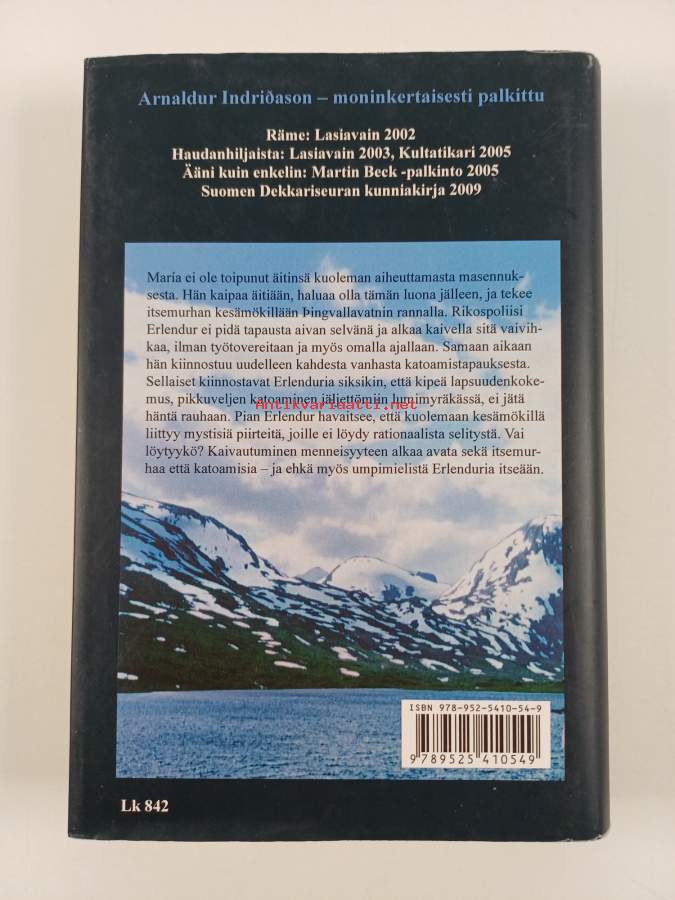 Arnaldur Indriðason – moninkertaisesti palkittu
Räme: Lasiavain 2002
Haudanhiljaista: Lasiavain 2003, Kultatikari 2005
Ääni kuin enkelin: Martin Beck -palkinto 2005
Suomen Dekkariseuran kunniakirja 2009
María ei ole toipunut äitinsä kuoleman aiheuttamasta masennuk-
sesta. Hän kaipaa äitiään, haluaa olla tämän luona jälleen, ja tekee
itsemurhan kesämökillään Þingvallavatnin rannalla. Rikospoliisi
Erlendur ei pidä tapausta aivan selvänä ja alkaa kaivella sitä vaivih-
kaa, ilman työtovereitaan ja myös omalla ajallaan. Samaan aikaan
hän kiinnostuu uudelleen kahdesta vanhasta katoamistapauksesta.
Sellaiset kiinnostavat Erlenduria siksikin, että kipeä lapsuudenkoke-
mus, pikkuveljen katoaminen jäljettömiin lumimyräkässä, ei jätä
Antikvariaatti.net
häntä rauhaan. Pian Erlendur havaitsee, että kuolemaan kesämökillä
liittyy mystisiä piirteitä, joille ei löydy rationaalista selitystä. Vai
löytyykö? Kaivautuminen menneisyyteen alkaa avata sekä itsemur-
haa että katoamisia – ja ehkä myös umpimielistä Erlenduria itseään.
ISBN 978-952-5410-54-9
9 789525 410549
Lk 842